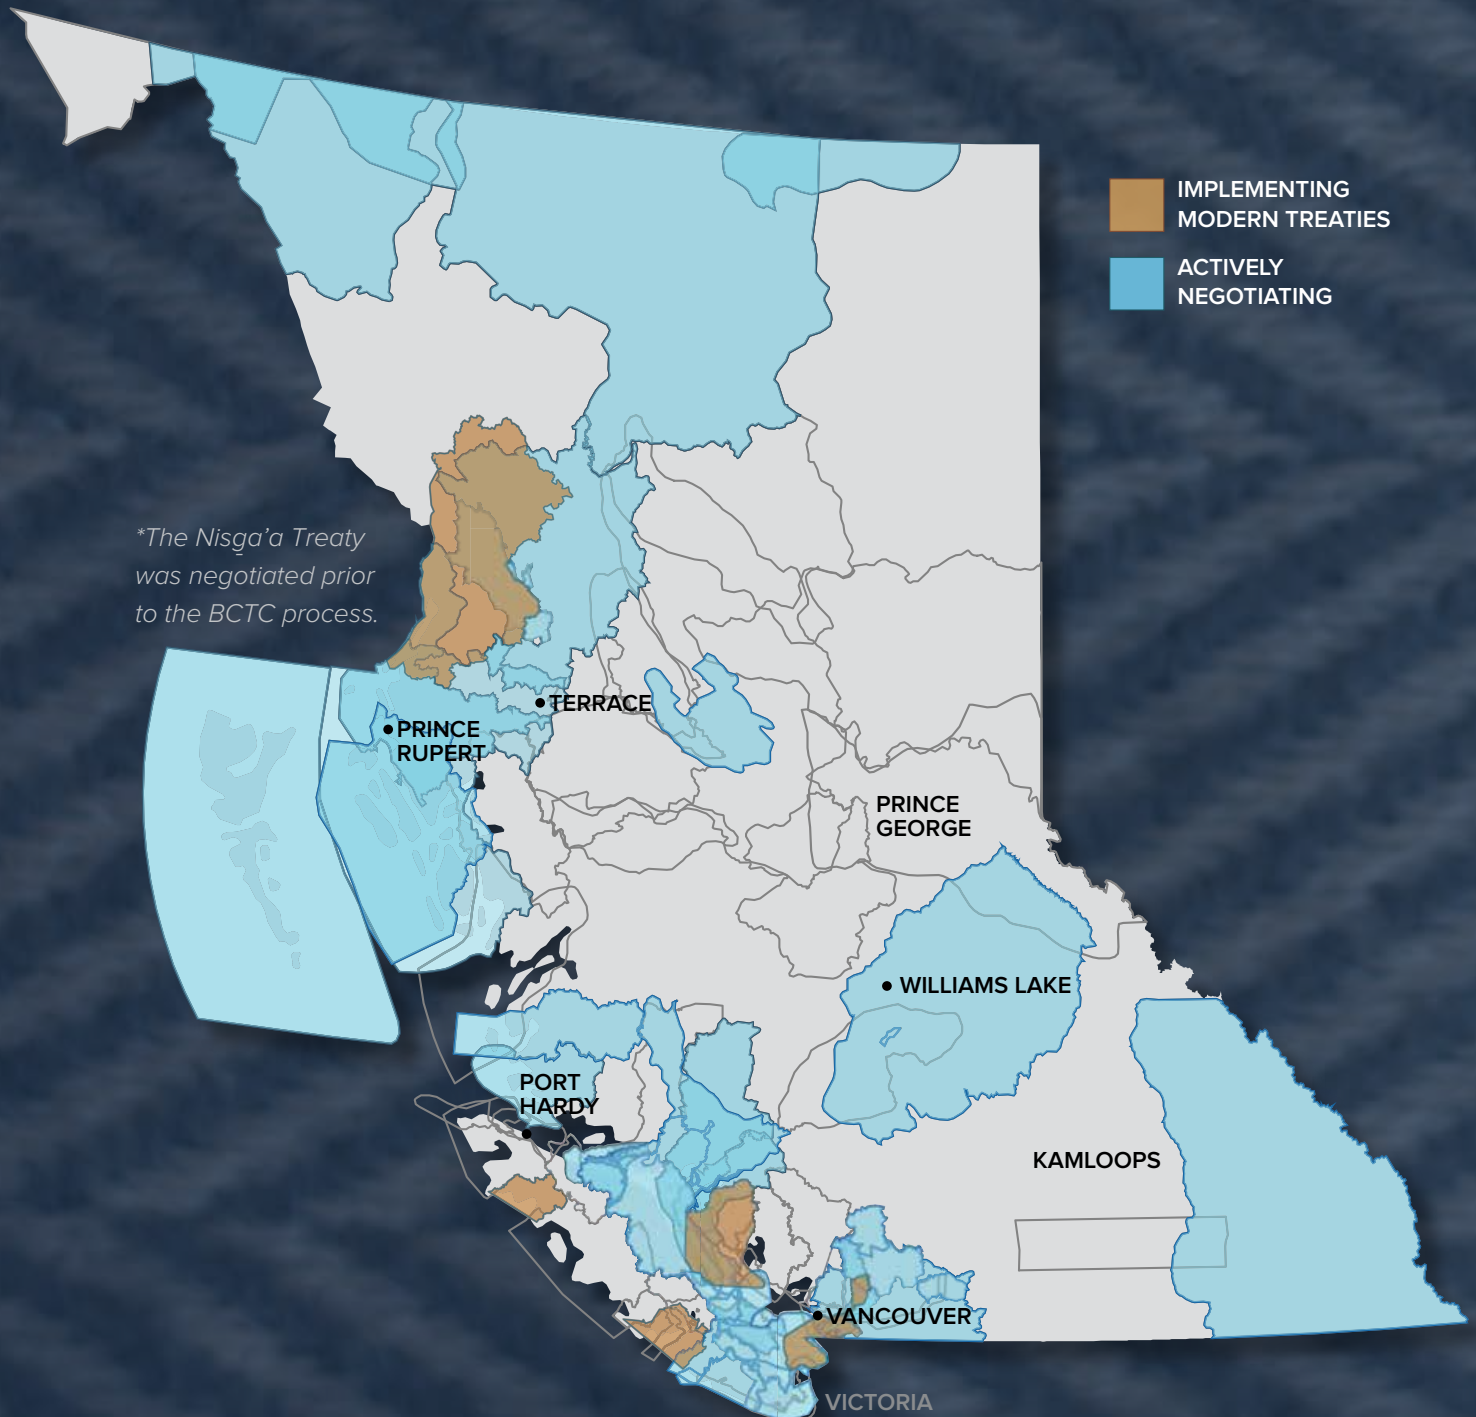 IMPLEMENTING
MODERN TREATIES
ACTIVELY
NEGOTIATING
*The Nisg̱a’a Treaty
was negotiated prior
to the BCTC process.
TERRACE
PRINCE
RUPERT
PRINCE
GEORGE
WILLIAMS LAKE
PORT
HARDY
KAMLOOPS
VANCOUVER
VICTORIA